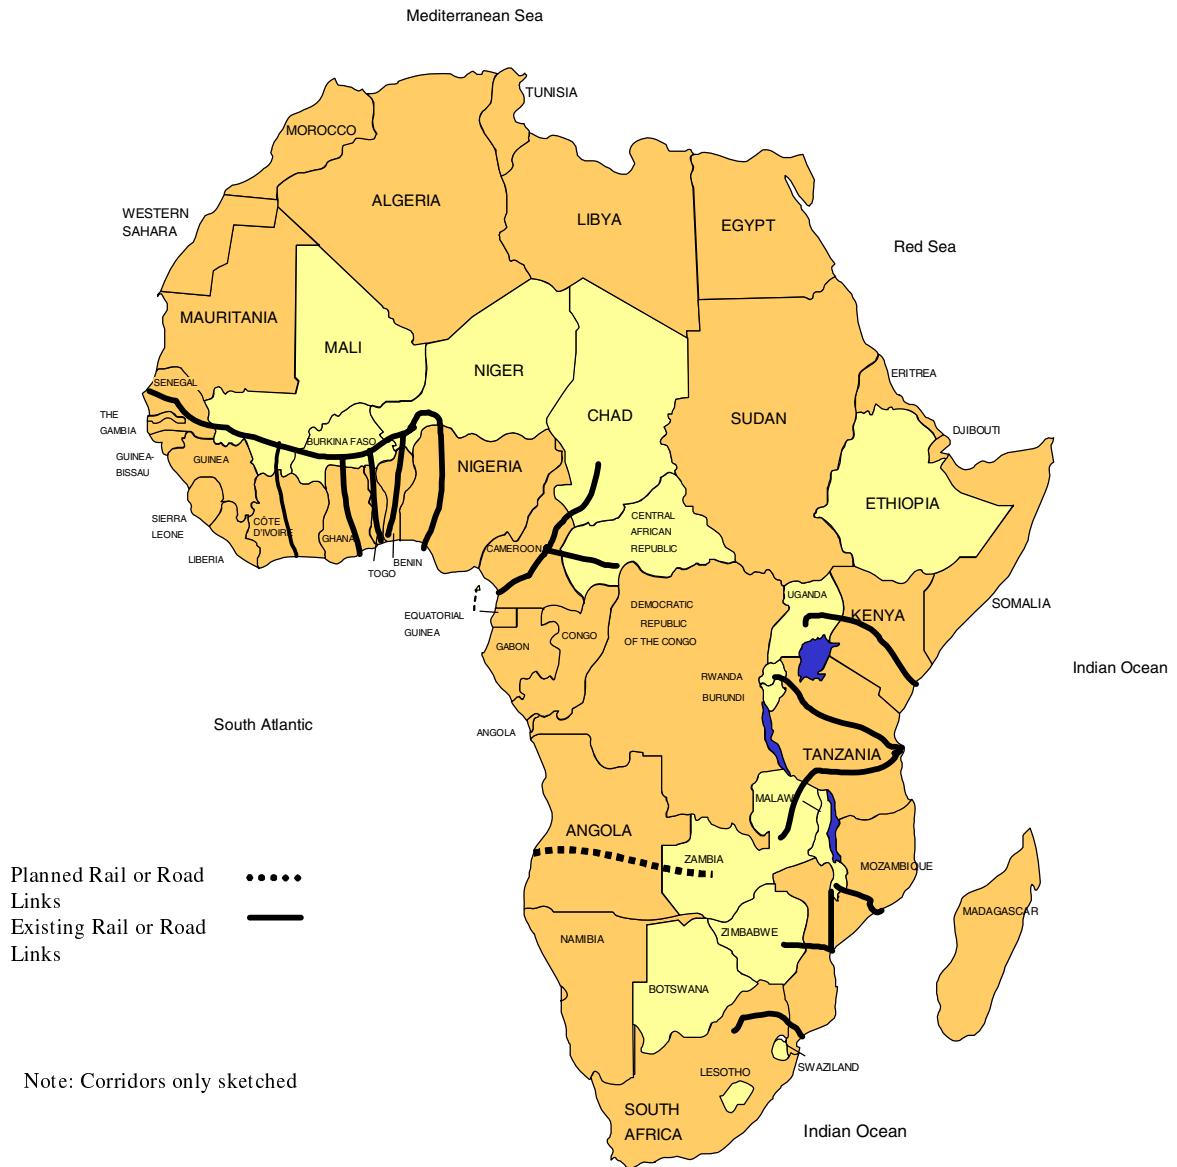 Mediterranean Sea
TUNISIA
MOROCCO
ALGERIA
LIBYA
EGYPT
WESTERN
SAHARA
Red Sea
MAURITANIA
MALI
NIGER
CHAD
SUDAN
ERITREA
SENEGAL
THE
GAMBIA
DJIBOUTI
BURKINA FASO
GUINEA-
BISSAU
GUINEA
NIGERIA
ETHIOPIA
SIERRA
LEONE
CÔTE
D'IVOIRE
GHANA
LIBERIA
TOGO
BENIN
CAMEROON
CENTRAL
AFRICAN
REPUBLIC
EQUATORIAL
GUINEA
GABON
CONGO
DEMOCRATIC
REPUBLIC
OF THE CONGO
UGANDA
KENYA
SOMALIA
RWANDA
BURUNDI
Indian Ocean
South Atlantic
ANGOLA
TANZANIA
MALAW
ANGOLA
ZAMBIA
MOZAMBIQUE
MADAGASCAR
Planned Rail or Road
Links
Existing Rail or Road
Links
NAMIBIA
ZIMBABWE
BOTSWANA
Note: Corridors only sketched
LESOTHO
SWAZILAND
SOUTH
AFRICA
Indian Ocean